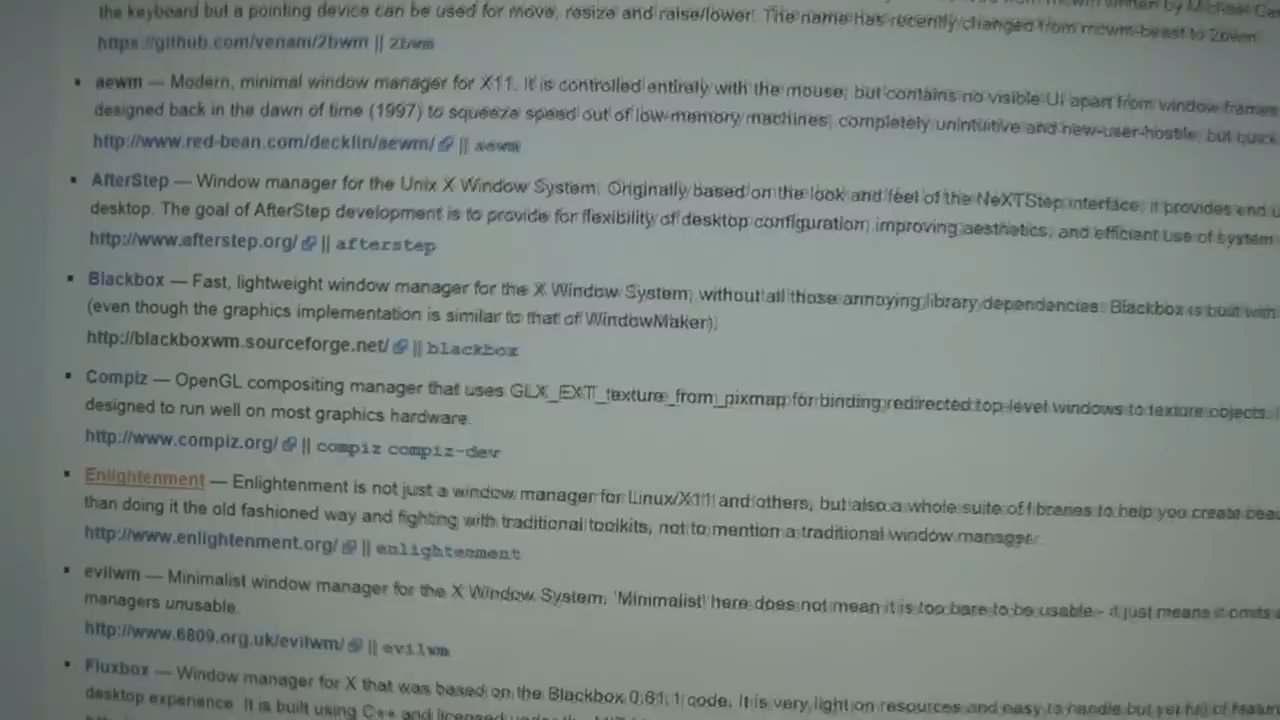 the keyboard but a pointing device can be used for move, resize and raise/lower. The name has recently changed from mcwm-beast to 2bwm.
https://github.com/venam/2bwm || 2bwm
aewm — Modern, minimal window manager for X11. It is controlled entirely with the mouse, but contains no visible UI apart from window frames
designed back in the dawn of time (1997) to squeeze speed out of low-memory machines, completely unintuitive and new-user-hostile, but quick
http://www.red-bean.com/decklin/aewm/ || aewm
AfterStep — Window manager for the Unix X Window System. Originally based on the look and feel of the NeXTStep interface, it provides end
desktop. The goal of AfterStep development is to provide for flexibility of desktop configuration, improving aesthetics, and efficient use of system
http://www.afterstep.org/ || afterstep
Blackbox — Fast, lightweight window manager for the X Window System, without all those annoying library dependencies. Blackbox is built with
(even though the graphics implementation is similar to that of WindowMaker).
http://blackboxwm.sourceforge.net/ || blackbox
Compiz — OpenGL compositing manager that uses GLX_EXT_texture_from_pixmap for binding redirected top-level windows to texture objects.
designed to run well on most graphics hardware.
http://www.compiz.org/ || compiz compiz-dev
Enlightenment — Enlightenment is not just a window manager for Linux/X11 and others, but also a whole suite of libraries to help you create
than doing it the old fashioned way and fighting with traditional toolkits, not to mention a traditional window manager.
http://www.enlightenment.org/ || enlightenment
evilwm — Minimalist window manager for the X Window System. 'Minimalist' here does not mean it is too bare to be usable - it just means it omits
managers unusable.
http://www.6809.org.uk/evilwm/ || evilwm
Fluxbox — Window manager for X that was based on the Blackbox 0.61.1 code. It is very light on resources and easy to handle but yet full of
desktop experience. It is built using C++ and licensed under the